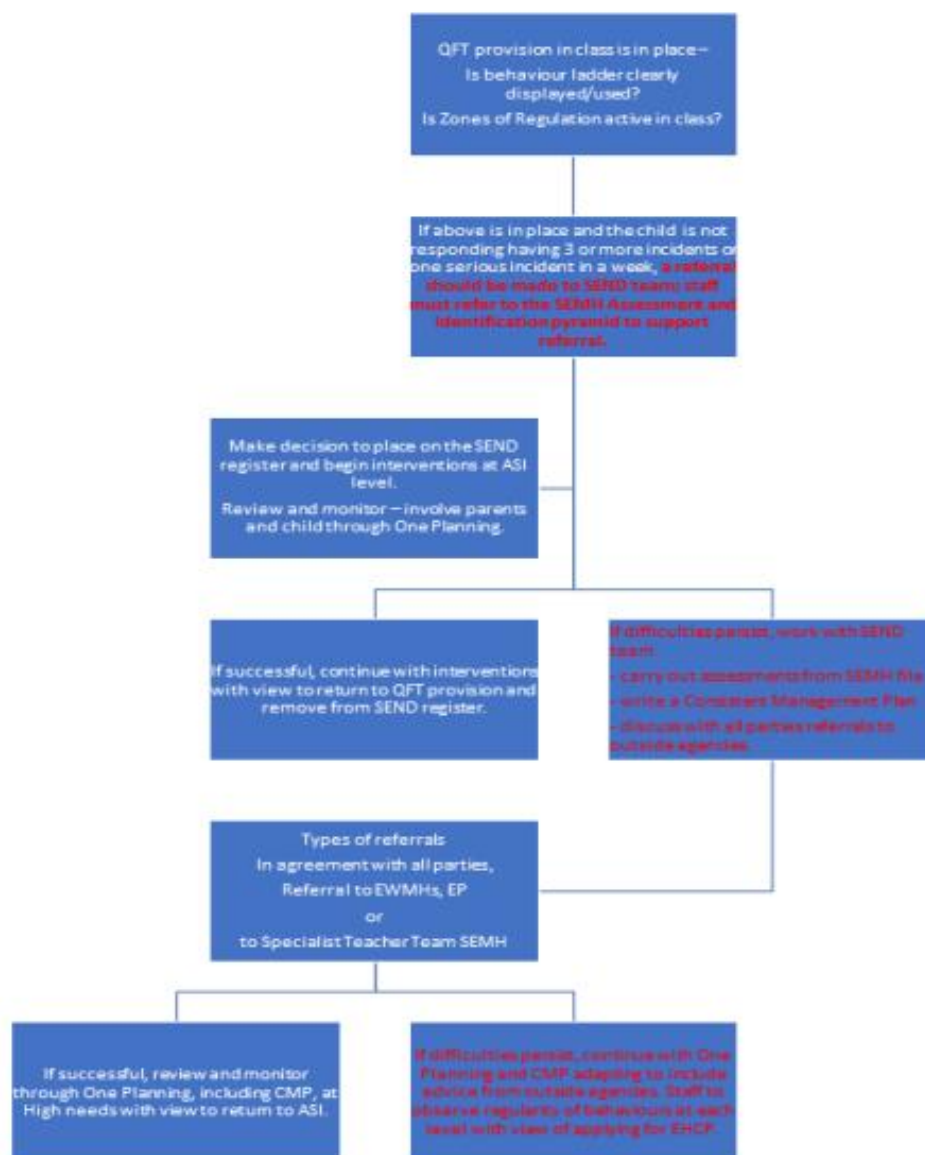 QFT provision in class is in place–
Is behaviour ladder clearly
displayed/used?
Is Zones of Regulation active in class?
If above is in place and the child is not
responding having 3 or more incidents or
one serious incident in a week, a referral
should be made to SEND team; staff
must refer to the SEMH Assessment and
identification pyramid to support
referral.
Make decision to place on the SEND
register and begin interventions at ASI
level.
Review and monitor – involve parents
and child through One Planning.
If successful, continue with interventions
with view to return to QFT provision and
remove from SEND register.
If difficulties persist, work with SEND
team
- carry out assessments from SEMH file
- write a Consistent Management Plan
- discuss with all parties referrals to
outside agencies
Types of referrals
In agreement with all parties,
Referral to EWMHs, EP
or
to Specialist Teacher Team SEMH
If successful, review and monitor
through One Planning, including CMP, at
High needs with view to return to ASI.
If difficulties persist, continue with One
Planning and CMP adapting to include
advice from outside agencies. Staff to
observe regularity of behaviours at each
level with view of applying for EHCP.